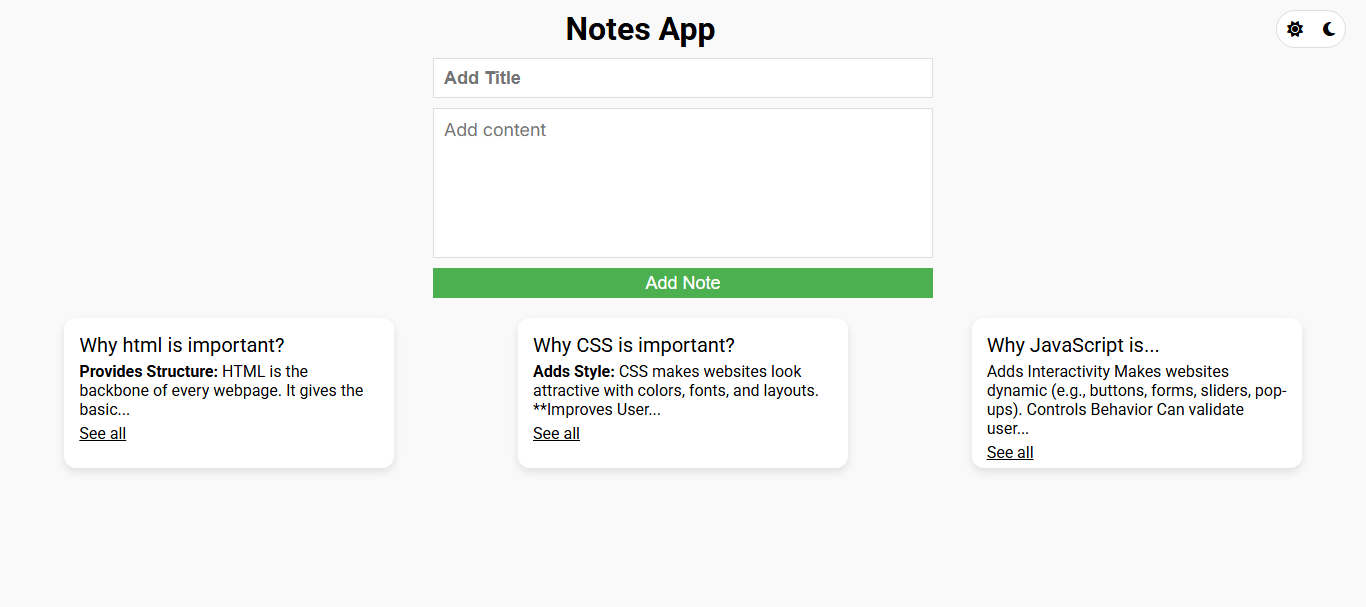 Notes App
Add Title
Add content
Add Note
Why html is important?
Provides Structure: HTML is the
backbone of every webpage. It gives the
basic...
See all
Why CSS is important?
Adds Style: CSS makes websites look
attractive with colors, fonts, and layouts.
**Improves User...
See all
Why JavaScript is...
Adds Interactivity Makes websites
dynamic (e.g., buttons, forms, sliders, pop-
ups). Controls Behavior Can validate
user...
See all